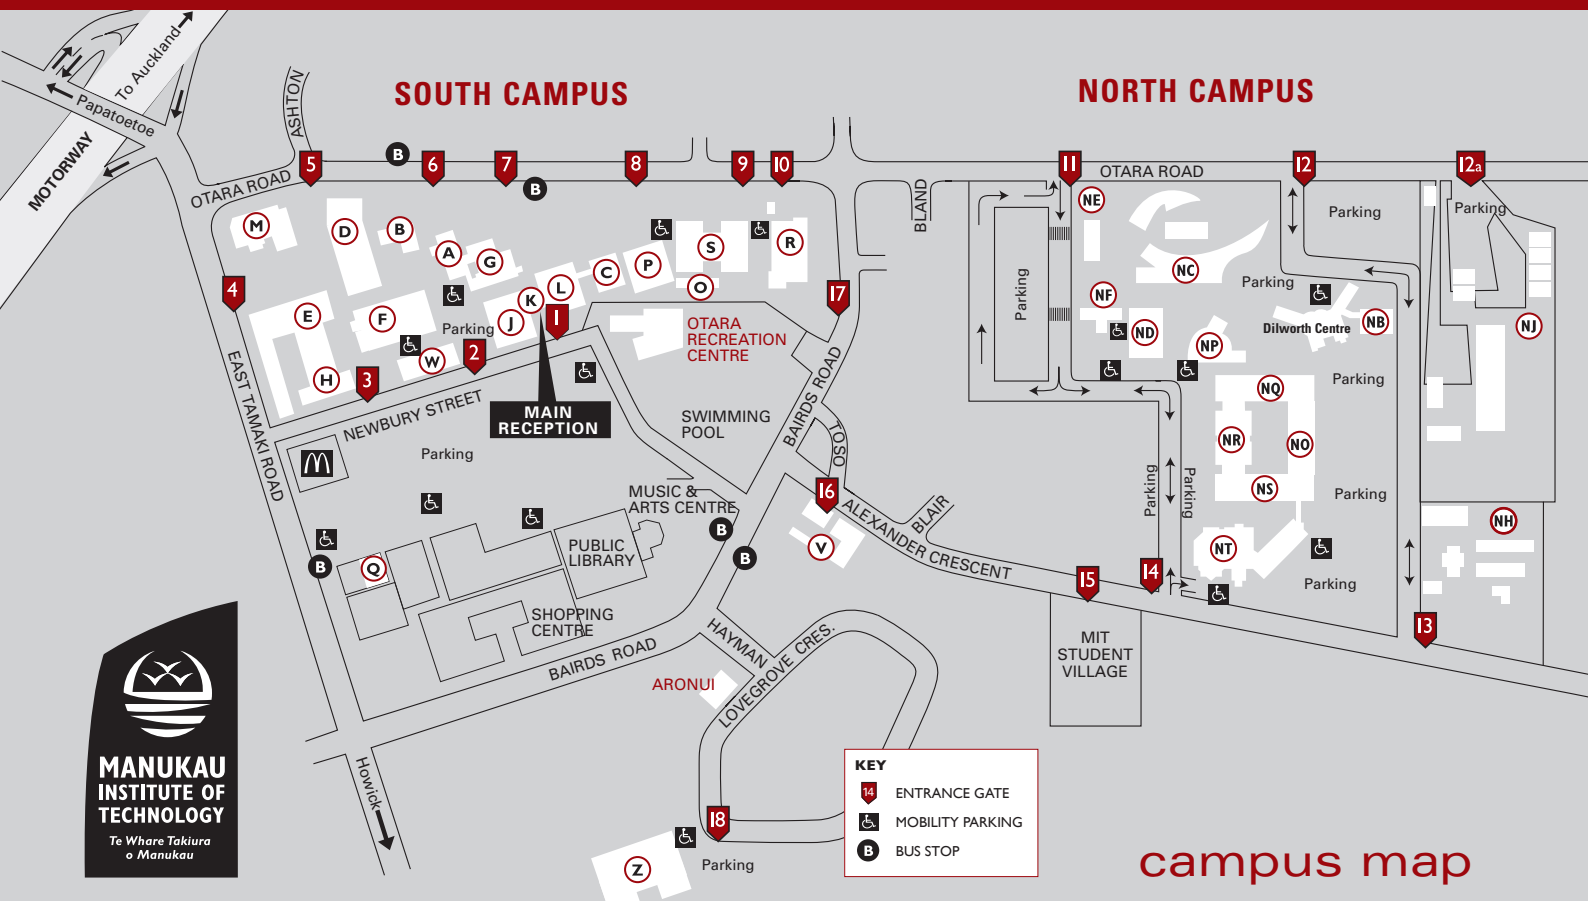 SOUTH CAMPUS
NORTH CAMPUS
To Auckland
Papatoetoe
MOTORWAY
ASHTON
OTARA ROAD
5
B
6
7
B
8
9
10
11
OTARA ROAD
12
12a
BLAND
M
D
B
A
G
L
K
C
P
S
O
R
E
F
J
W
H
4
3
2
1
17
Parking
OTARA
RECREATION
CENTRE
MAIN
RECEPTION
NEWBURY STREET
EAST TAMAKI ROAD
SWIMMING
POOL
BAIRDS ROAD
TOSO
Parking
MUSIC &
ARTS CENTRE
PUBLIC
LIBRARY
SHOPPING
CENTRE
Q
B
B
B
16
V
ALEXANDER CRESCENT
BLAIR
15
14
13
BAIRDS ROAD
HAYMAN
LOVEGROVE CRES.
ARONUI
Howick
18
Z
Parking
MIT
STUDENT
VILLAGE
NE
NC
NF
ND
NP
NB
NJ
NQ
NR
NO
NS
NT
NH
Dilworth Centre
Parking
Parking
Parking
Parking
Parking
Parking
Parking
Parking
Parking
MANUKAU
INSTITUTE OF
TECHNOLOGY
Te Whare Takiura
o Manukau
KEY
14 ENTRANCE GATE
MOBILITY PARKING
B BUS STOP
campus map